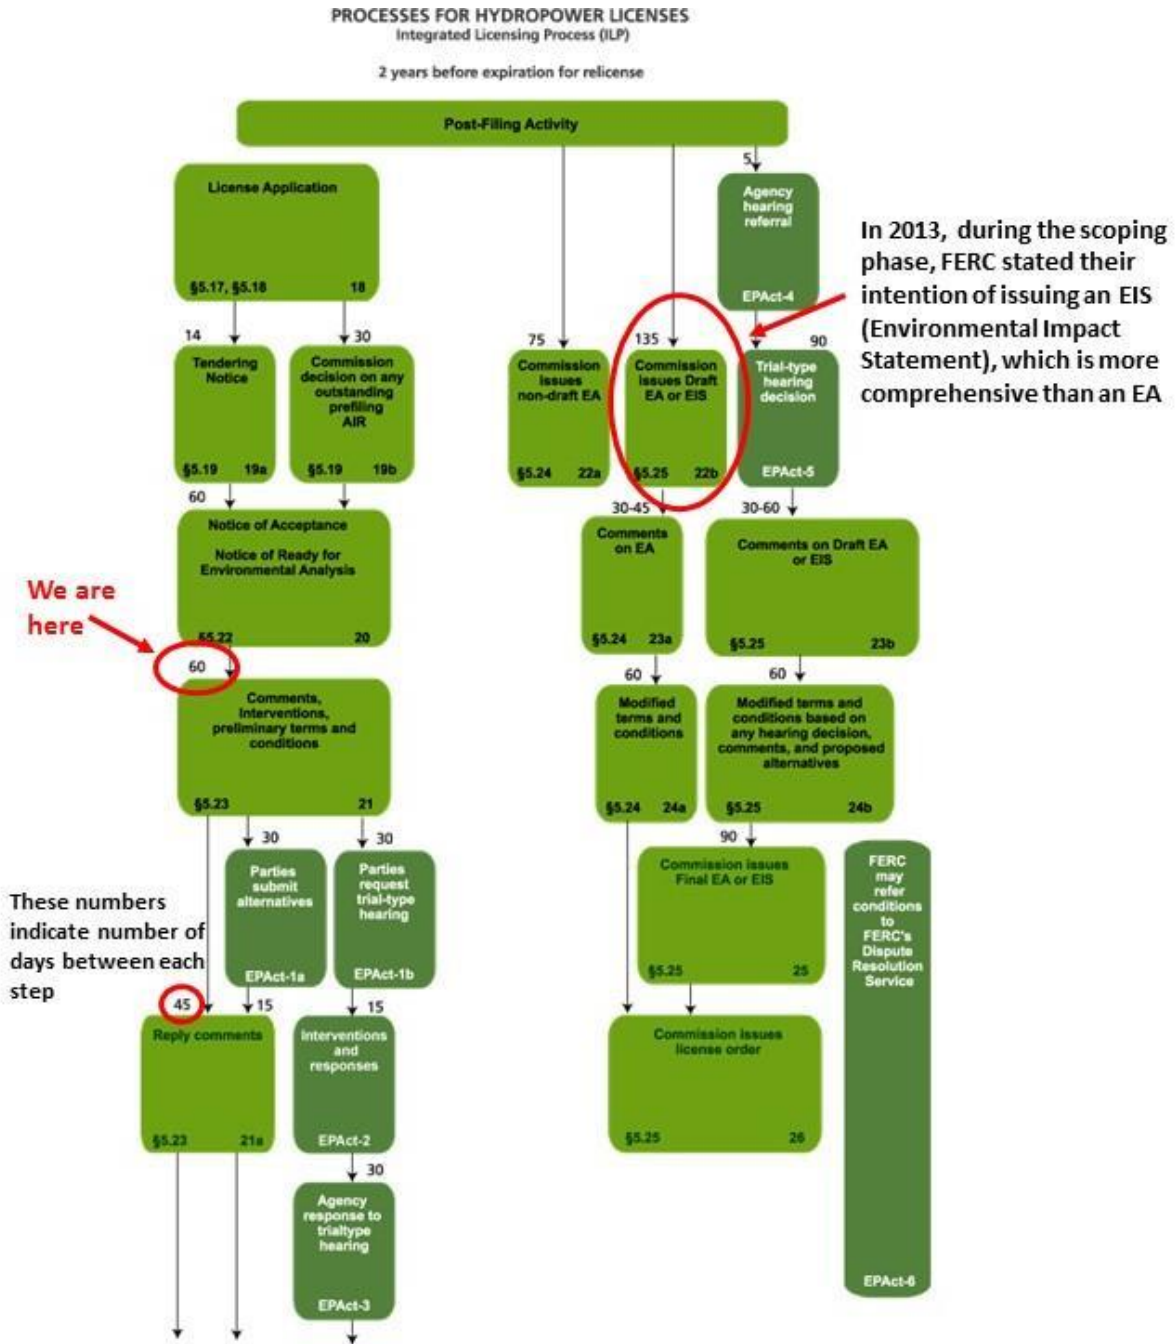 PROCESSES FOR HYDROPOWER LICENSES
Integrated Licensing Process (ILP)
2 years before expiration for relicense
Post-Filing Activity
License Application
§5.17, §5.18 18
14
30
Tendering
Notice
§5.19 19a
Commission
decision on any
outstanding
prefiling
AIR
§5.19 19b
60
Notice of Acceptance
Notice of Ready for
Environmental Analysis
§5.22 20
We are
here
60
Comments,
Interventions,
preliminary terms and
conditions
§5.23 21
30
30
Parties
submit
alternatives
EPAct-1a
Parties
request
trial-type
hearing
EPAct-1b
These numbers
indicate number of
days between each
step
45
15
15
Reply comments
§5.23 21a
Interventions
and
responses
EPAct-2
30
Agency
response to
trialtype
hearing
EPAct-3
5
Agency
hearing
referral
EPAct-4
In 2013, during the scoping
phase, FERC stated their
intention of issuing an EIS
(Environmental Impact
Statement), which is more
comprehensive than an EA
75
135
90
Commission
issues
non-draft EA
§5.24 22a
Commission
issues Draft
EA or EIS
§5.25 22b
Trial-type
hearing
decision
EPAct-5
30-45
30-60
Comments
on EA
§5.24 23a
Comments on Draft EA
or EIS
§5.25 23b
60
60
Modified
terms and
conditions
§5.24 24a
Modified terms and
conditions based on
any hearing decision,
comments, and proposed
alternatives
§5.25 24b
90
Commission issues
Final EA or EIS
§5.25 25
Commission issues
license order
§5.25 26
FERC
may
refer
conditions
to
FERC's
Dispute
Resolution
Service
EPAct-6